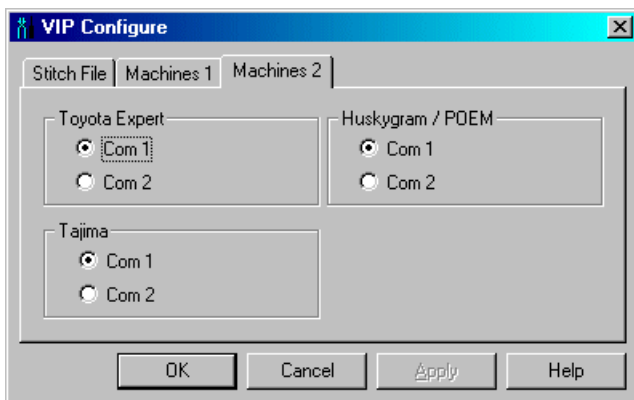 VIP Configure
Stitch File Machines 1 Machines 2
Toyota Expert
Com 1
Com 2
Huskygram / POEM
Com 1
Com 2
Tajima
Com 1
Com 2
OK Cancel Apply Help